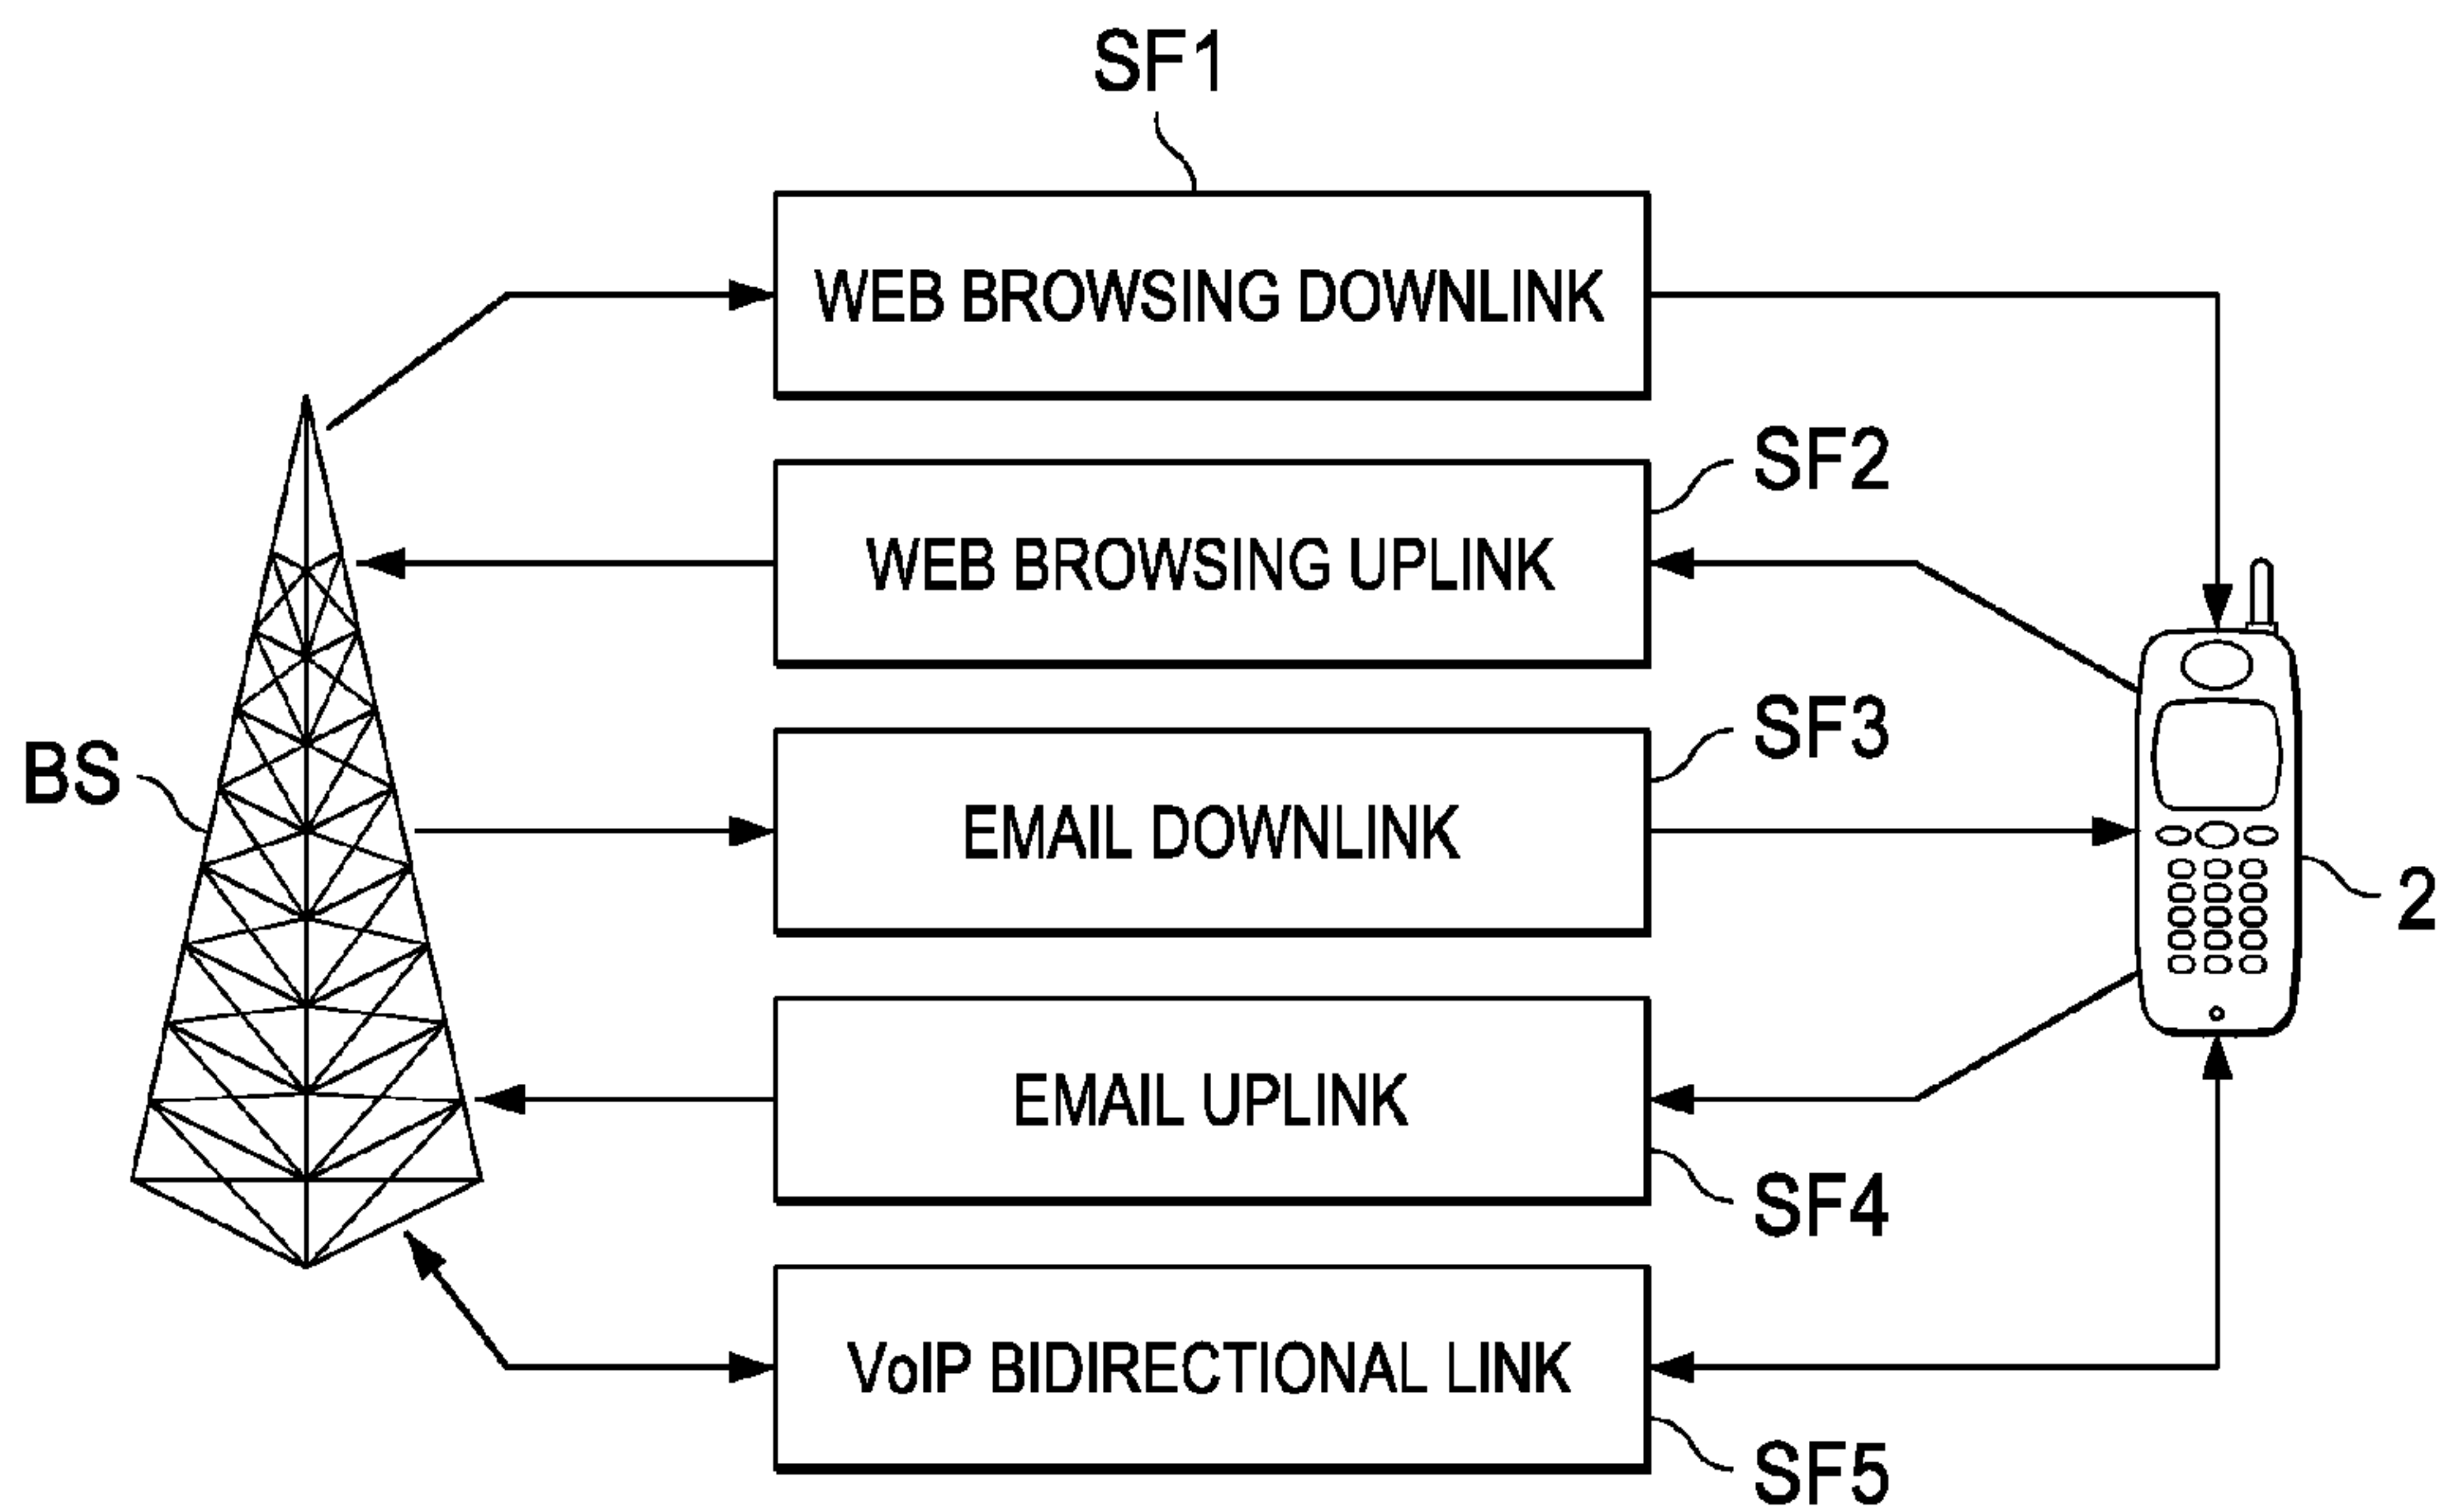 SF1
WEB BROWSING DOWNLINK
SF2
WEB BROWSING UPLINK
SF3
BS
EMAIL DOWNLINK
2
EMAIL UPLINK
SF4
VoIP BIDIRECTIONAL LINK
SF5